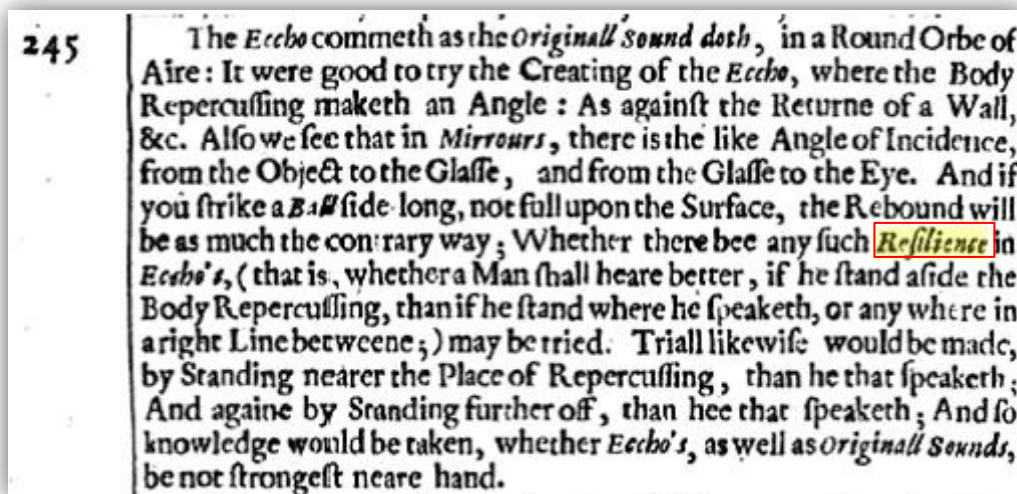 245 The Eccho commeth as the Originall Sound doth, in a Round Orbe of
Aire: It were good to try the Creating of the Eccho, where the Body
Repercuſſing maketh an Angle: As againſt the Returne of a Wall,
&c. Alſo we ſee that in Mirrours, there is the like Angle of Incidence,
from the Object to the Glaſſe, and from the Glaſſe to the Eye. And if
you ſtrike a Ball ſide-long, not full upon the Surface, the Rebound will
be as much the contrary way; Whether there bee any ſuch Reſilience in
Eccho's, (that is, whether a Man ſhall heare better, if he ſtand aſide the
Body Repercuſſing, than if he ſtand where he ſpeaketh, or any where in
a right Line betweene;) may be tried. Triall likewiſe would be made,
by Standing nearer the Place of Repercuſſing, than he that ſpeaketh;
And againe by Standing further off, than hee that ſpeaketh; And ſo
knowledge would be taken, whether Eccho's, as well as Originall Sounds,
be not ſtrongeſt neare hand.